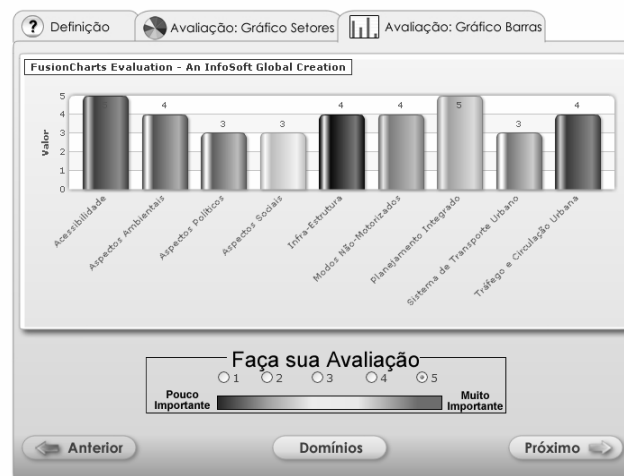 ? Definição
Avaliação: Gráfico Setores
Avaliação: Gráfico Barras
FusionCharts Evaluation - An InfoSoft Global Creation
Valor
5
4
3
2
1
0
4
3
3
4
4
5
3
4
Acessibilidade
Aspectos Ambientais
Aspectos Políticos
Aspectos Sociais
Infra-Estrutura
Modos Não-Motorizados
Planejamento Integrado
Sistema de Transporte Urbano
Tráfego e Circulação Urbana
Faça sua Avaliação
1 2 3 4 5
Pouco
Importante
Muito
Importante
Anterior
Domínios
Próximo